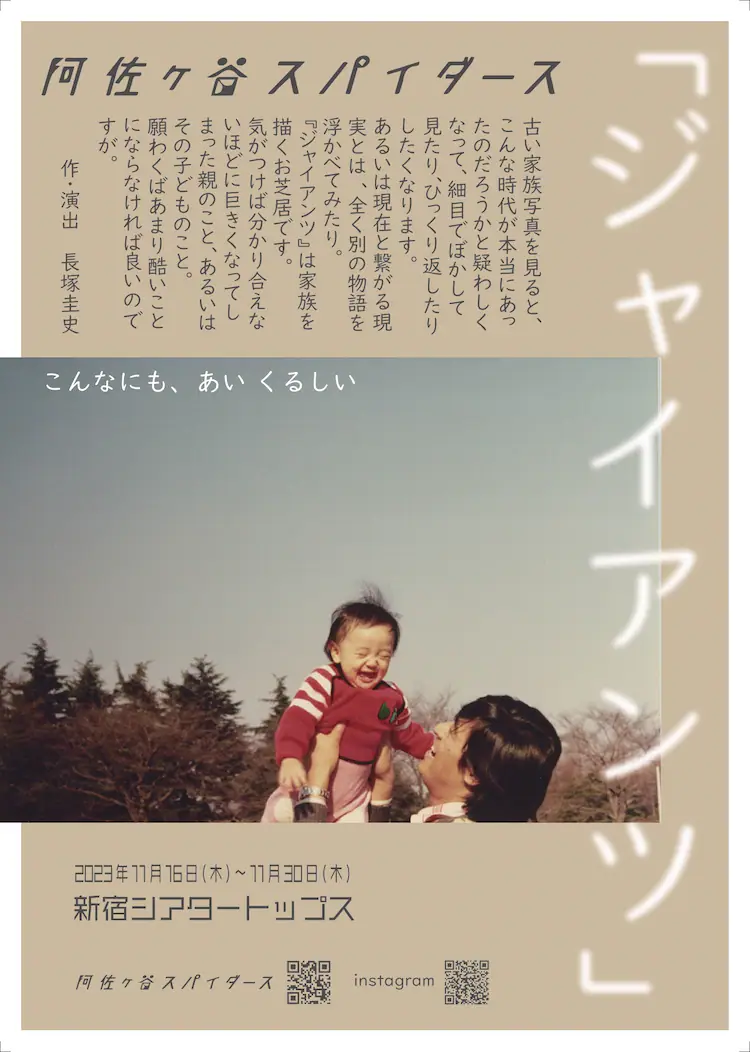 阿佐ヶ谷スパイダース
「ジャイアンツ」
古い家族写真を見ると、
こんな時代が本当にあっ
たのだろうかと疑わしく
なって、細目でぼかして
見たり、ひっくり返したり
したくなります。
あるいは現在と繋がる現
実とは、全く別の物語を
浮かべてみたり。
『ジャイアンツ』は家族を
描くお芝居です。
気がつけば分かり合えな
いほどに巨きくなってし
まった親のこと、あるいは
その子どものこと。
願わくばあまり酷いこと
にならなければ良いので
すが。
作・演出 長塚圭史
こんなにも、あい くるしい
2023年11月16日(木)~11月30日(木)
新宿シアタートップス
阿佐ヶ谷スパイダース
instagram